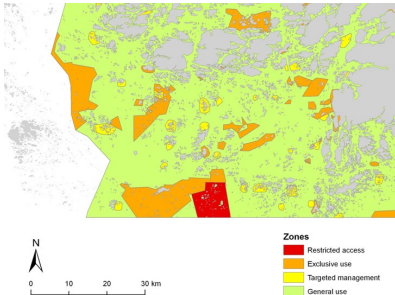 N
0 10 20 30 km
Zones
Restricted access
Exclusive use
Targeted management
General use